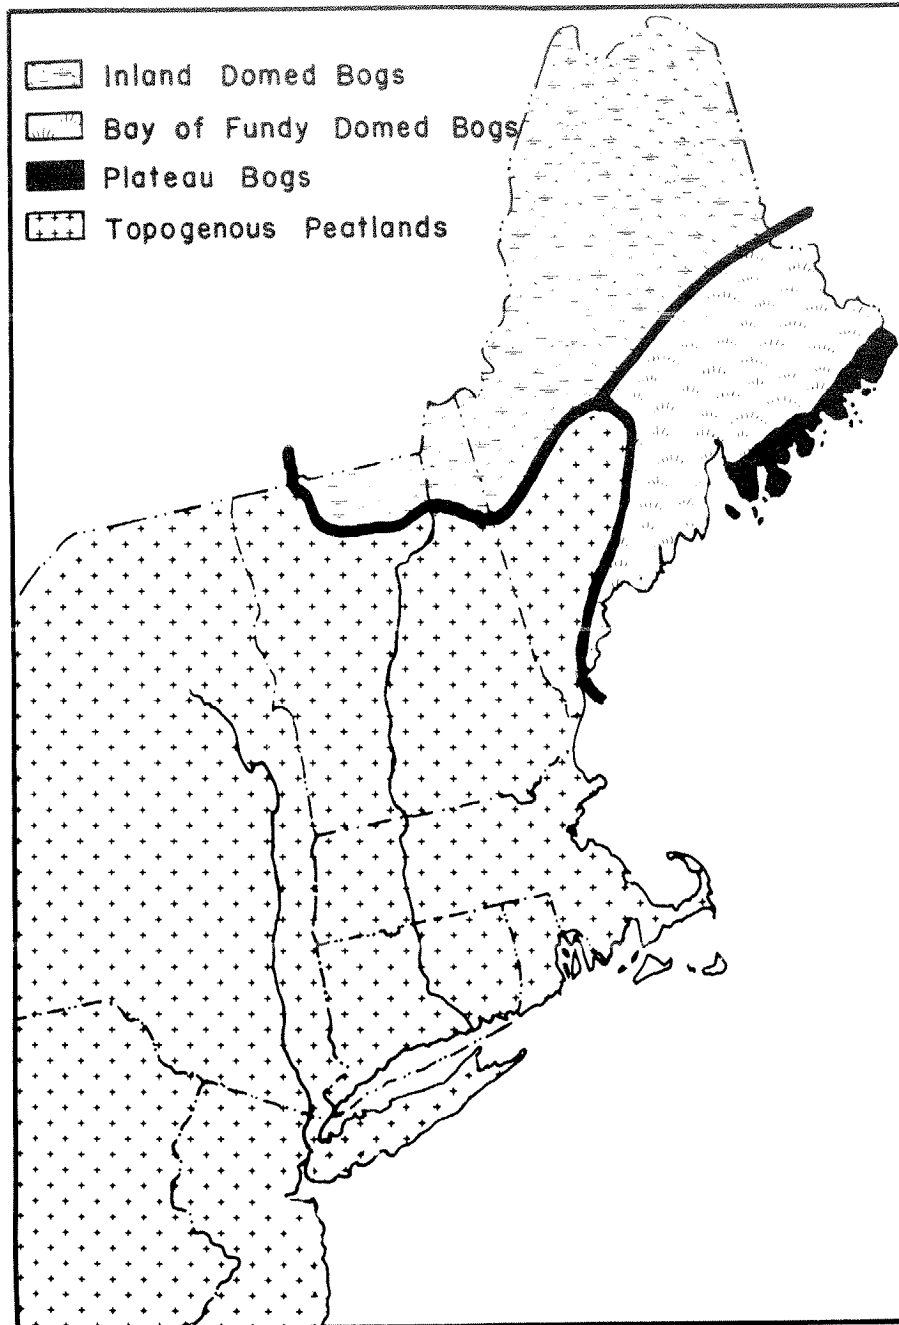 Inland Domed Bogs
Bay of Fundy Domed Bogs
Plateau Bogs
Topogenous Peatlands